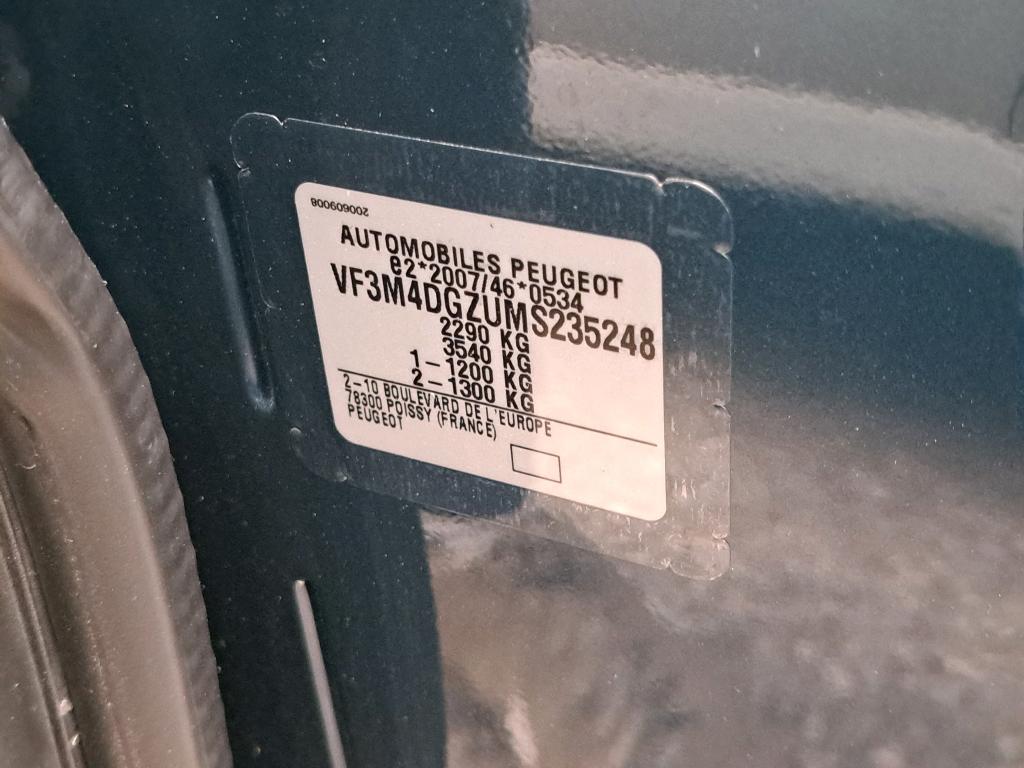 200609008
AUTOMOBILES PEUGEOT
e2*2007/46*0534
VF3M4DGZUMS235248
2290 KG
3540 KG
1-1200 KG
2-1300 KG
2-10 BOULEVARD DE L'EUROPE
78300 POISSY (FRANCE)
PEUGEOT